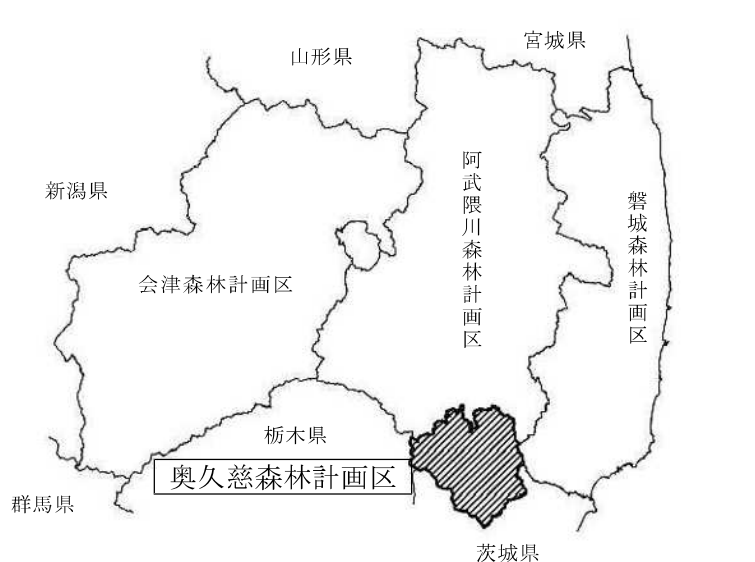 宮城県
山形県
新潟県
阿武隈川森林計画区
磐城森林計画区
会津森林計画区
栃木県
奥久慈森林計画区
群馬県
茨城県